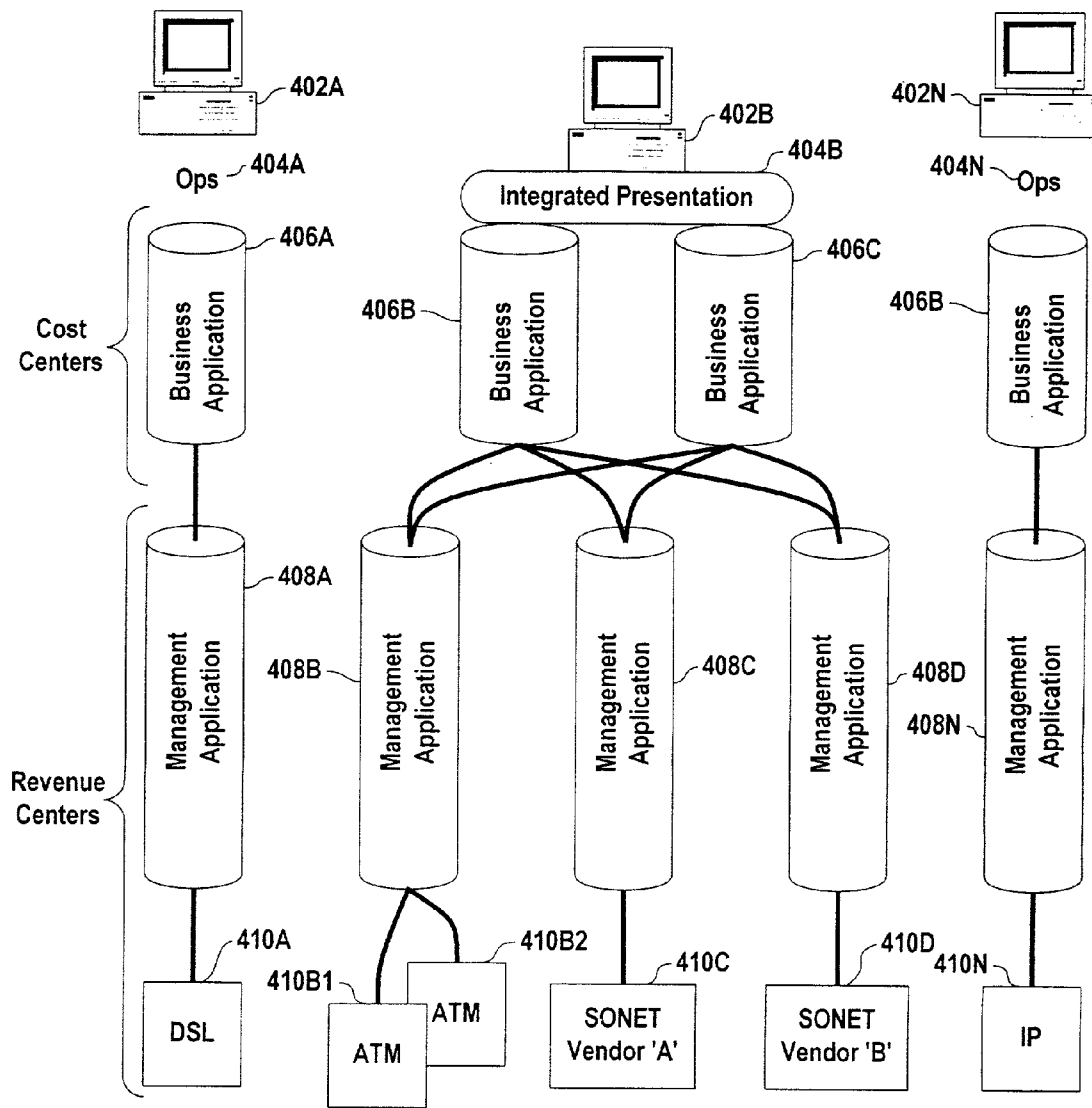 402A
402B
402N
404A
Ops
404B
Integrated Presentation
404N
Ops
Cost
Centers
406A
Business
Application
406B
Business
Application
406C
Business
Application
406B
Business
Application
Revenue
Centers
408A
Management
Application
408B
Management
Application
408C
Management
Application
408D
Management
Application
408N
Management
Application
410A
DSL
410B1
ATM
410B2
ATM
410C
SONET
Vendor 'A'
410D
SONET
Vendor 'B'
410N
IP